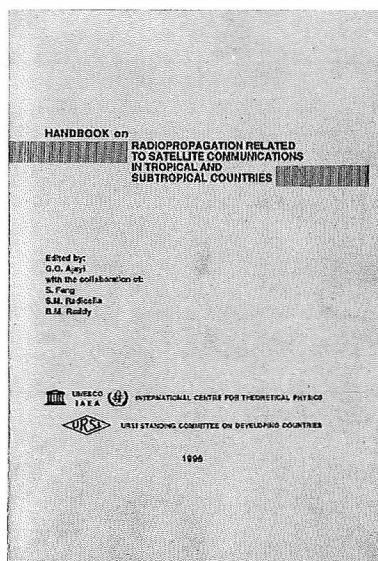 HANDBOOK on
RADIOPROPAGATION RELATED
TO SATELLITE COMMUNICATIONS
IN TROPICAL AND
SUBTROPICAL COUNTRIES
Edited by:
G.O. Ajayi
with the collaboration of:
S. Feng
S.M. Radicella
B.M. Reddy
UNESCO
IAEA
INTERNATIONAL CENTRE FOR THEORETICAL PHYSICS
URSI
URSI STANDING COMMITTEE ON DEVELOPING COUNTRIES
1996